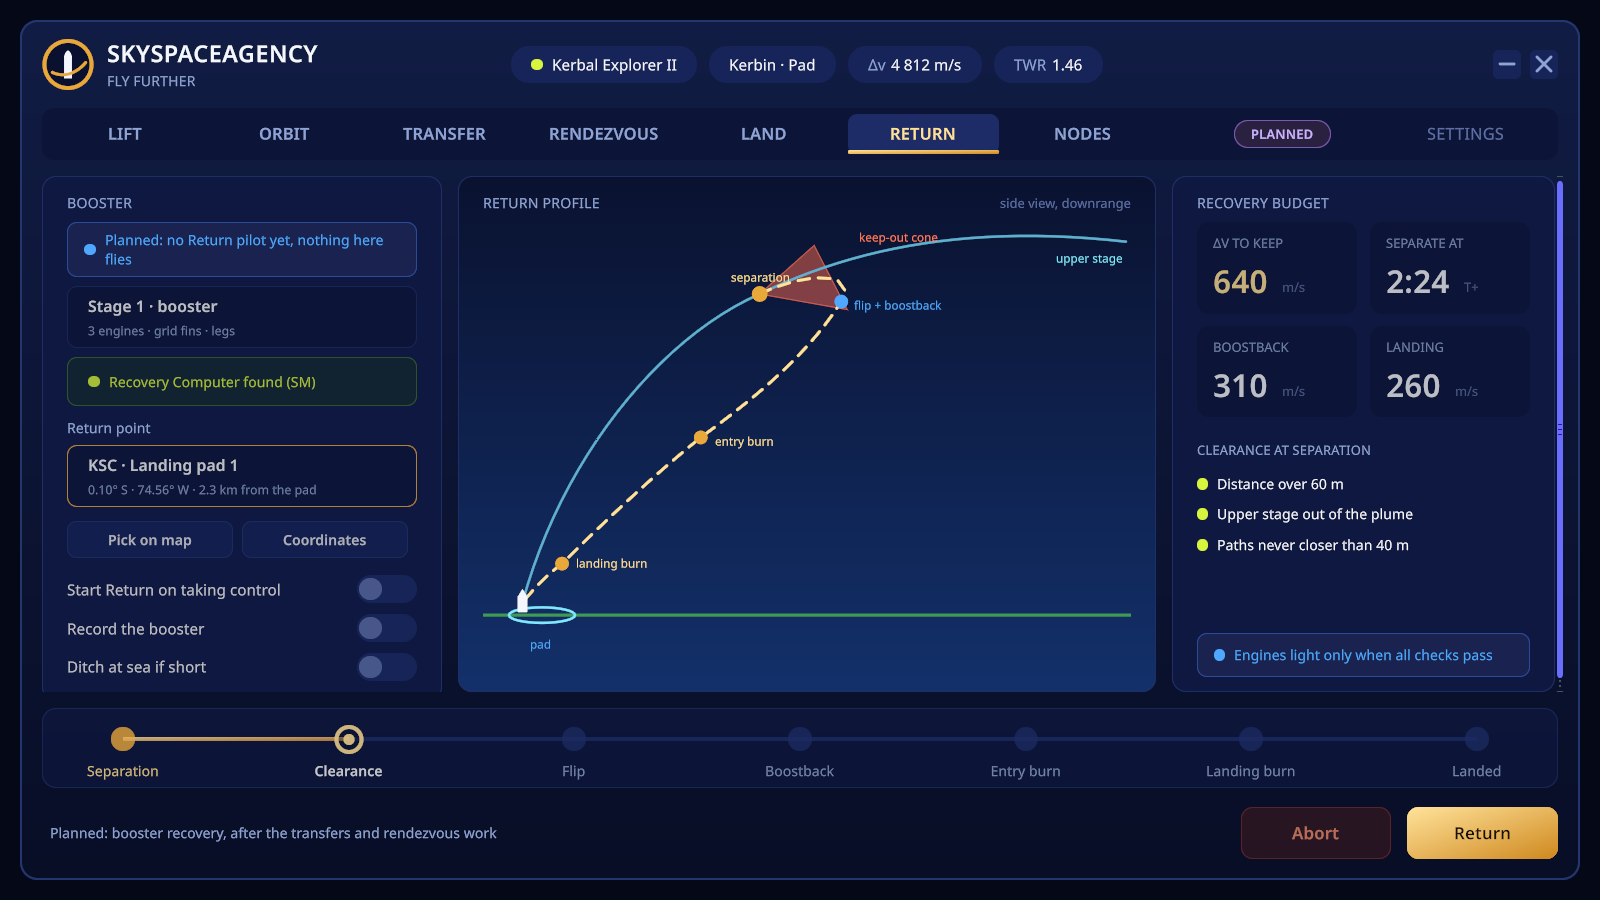 SKYSPACEAGENCY
FLY FURTHER
Kerbal Explorer II
Kerbin · Pad
Δv 4 812 m/s
TWR 1.46
LIFT
ORBIT
TRANSFER
RENDEZVOUS
LAND
RETURN
NODES
PLANNED
SETTINGS
BOOSTER
Planned: no Return pilot yet, nothing here
flies
Stage 1 · booster
3 engines · grid fins · legs
Recovery Computer found (SM)
Return point
KSC · Landing pad 1
0.10° S · 74.56° W · 2.3 km from the pad
Pick on map
Coordinates
Start Return on taking control
Record the booster
Ditch at sea if short
RETURN PROFILE
side view, downrange
keep-out cone
upper stage
separation
flip + boostback
entry burn
landing burn
pad
RECOVERY BUDGET
ΔV TO KEEP
640 m/s
SEPARATE AT
2:24 T+
BOOSTBACK
310 m/s
LANDING
260 m/s
CLEARANCE AT SEPARATION
Distance over 60 m
Upper stage out of the plume
Paths never closer than 40 m
Engines light only when all checks pass
Separation
Clearance
Flip
Boostback
Entry burn
Landing burn
Landed
Planned: booster recovery, after the transfers and rendezvous work
Abort
Return